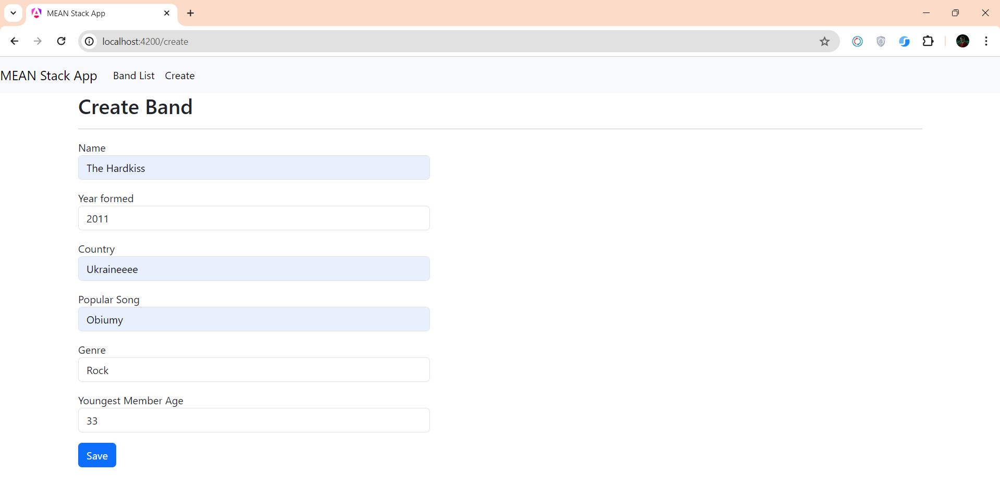 MEAN Stack App
localhost:4200/create
MEAN Stack App Band List Create
Create Band
Name
The Hardkiss
Year formed
2011
Country
Ukraineeee
Popular Song
Obiumy
Genre
Rock
Youngest Member Age
33
Save